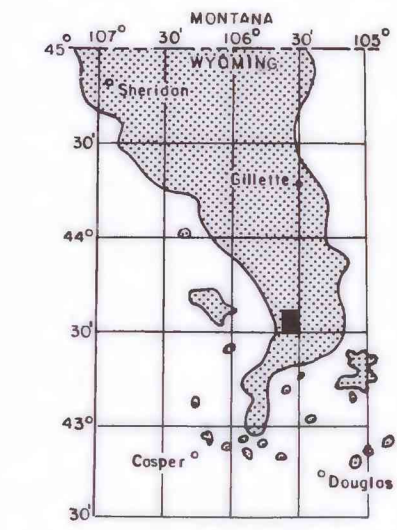 MONTANA
45° 107° 30' 106° 30' 105°
WYOMING
Sheridan
30'
Gillette
44°
30'
43°
Casper
Douglas
30'